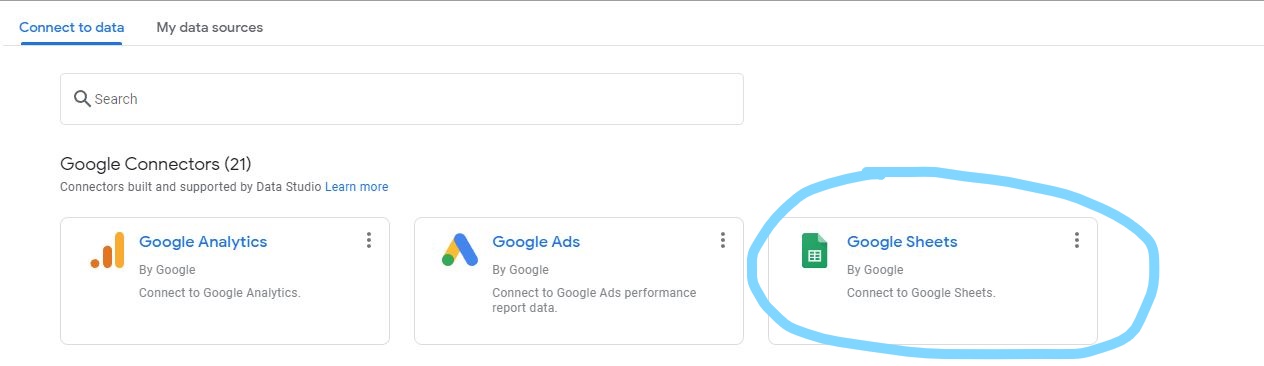 Connect to data My data sources
Search
Google Connectors (21)
Connectors built and supported by Data Studio Learn more
Google Analytics
By Google
Connect to Google Analytics.
Google Ads
By Google
Connect to Google Ads performance
report data.
Google Sheets
By Google
Connect to Google Sheets.